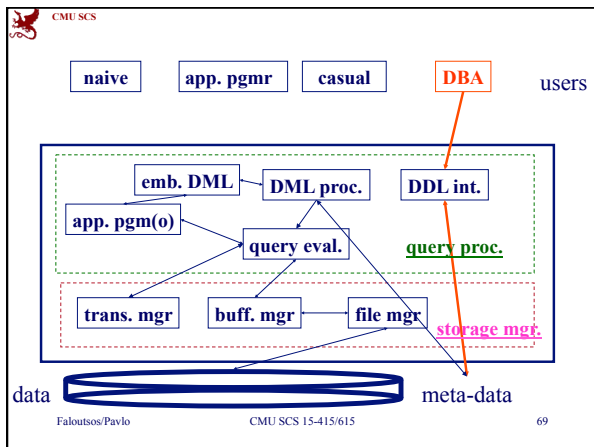 CMU SCS
naive app. pgmr casual DBA users
emb. DML DML proc. DDL int.
app. pgm(o)
query eval. query proc.
trans. mgr buff. mgr file mgr
storage mgr.
data meta-data
Faloutsos/Pavlo CMU SCS 15-415/615 69